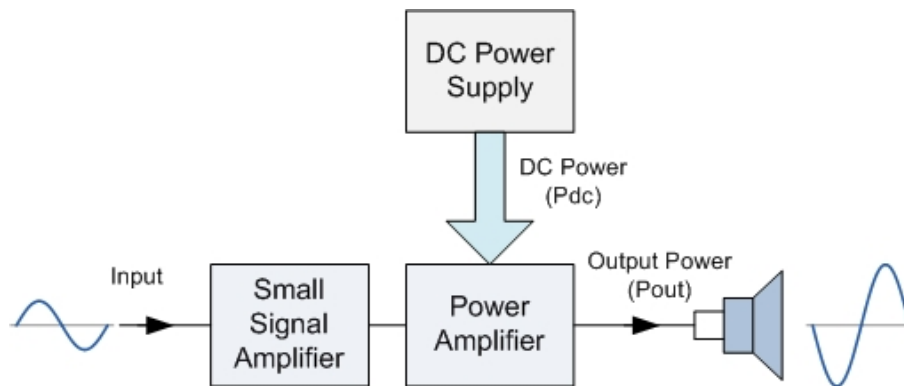 DC Power
Supply
DC Power
(Pdc)
Input
Small
Signal
Amplifier
Power
Amplifier
Output Power
(Pout)